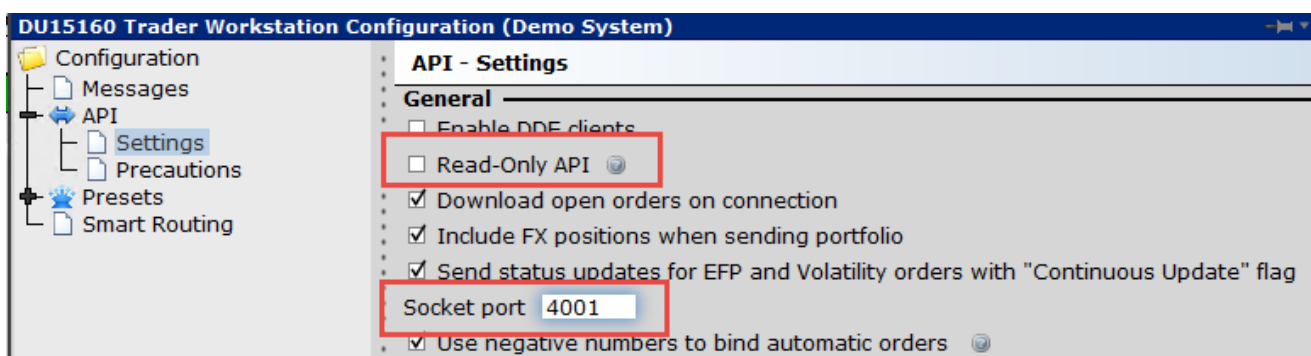 DU15160 Trader Workstation Configuration (Demo System)
Configuration
Messages
API
Settings
Precautions
Presets
Smart Routing
API - Settings
General
Enable DDE clients
Read-Only API
Download open orders on connection
Include FX positions when sending portfolio
Send status updates for EFP and Volatility orders with "Continuous Update" flag
Socket port 4001
Use negative numbers to bind automatic orders